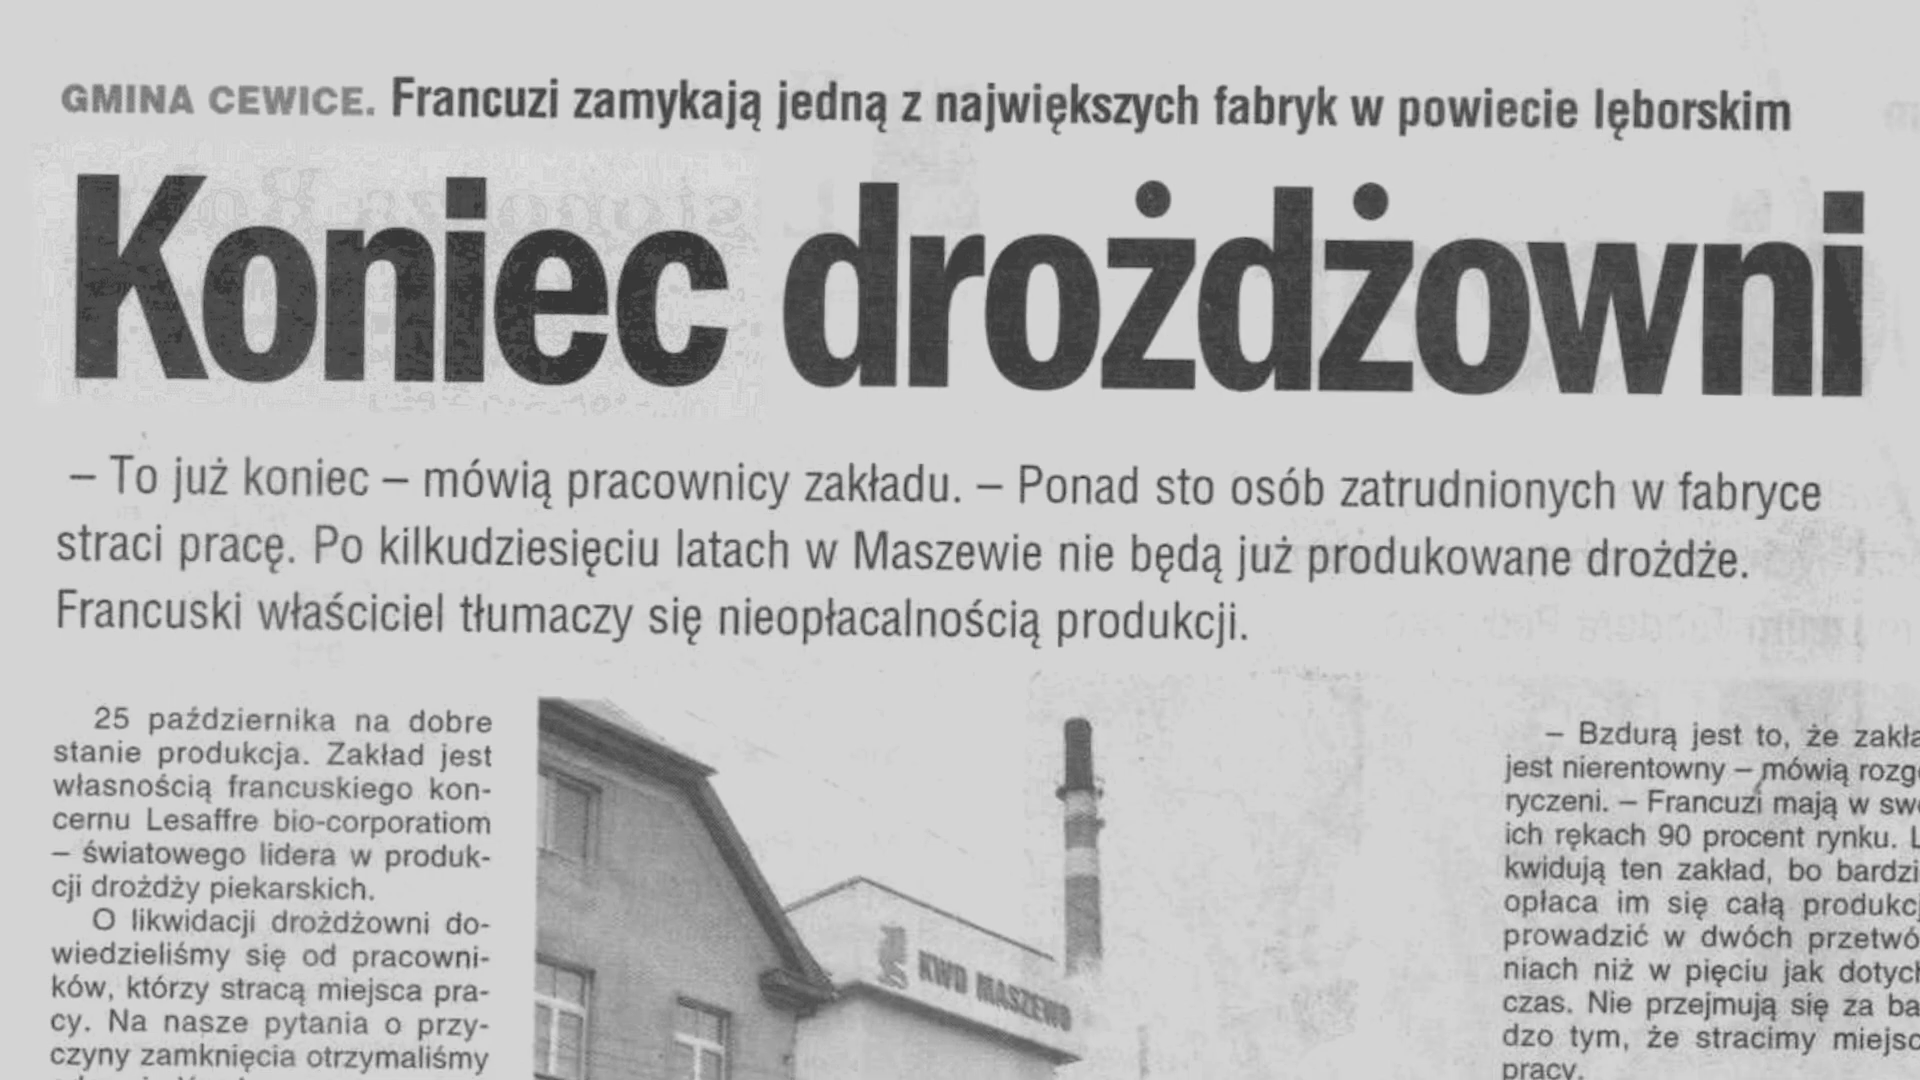 GMINA CEWICE. Francuzi zamykają jedną z największych fabryk w powiecie lęborskim
Koniec drożdżowni
– To już koniec – mówią pracownicy zakładu. – Ponad sto osób zatrudnionych w fabryce
straci pracę. Po kilkudziesięciu latach w Maszewie nie będą już produkowane drożdże.
Francuski właściciel tłumaczy się nieopłacalnością produkcji.
25 października na dobre
stanie produkcja. Zakład jest
własnością francuskiego kon-
cernu Lesaffre bio-corporatiom
– światowego lidera w produk-
cji drożdży piekarskich.
O likwidacji drożdżowni do-
wiedzieliśmy się od pracowni-
ków, którzy stracą miejsca pra-
cy. Na nasze pytania o przy-
czyny zamknięcia otrzymaliśmy
KWD MASZEWO
– Bzdurą jest to, że zakła
jest nierentowny – mówią rozgo
ryczeni. – Francuzi mają w swo
ich rękach 90 procent rynku. L
kwidują ten zakład, bo bardzi
opłaca im się całą produkcj
prowadzić w dwóch przetwó
niach niż w pięciu jak dotych
czas. Nie przejmują się za ba
dzo tym, że stracimy miejsc
pracy.